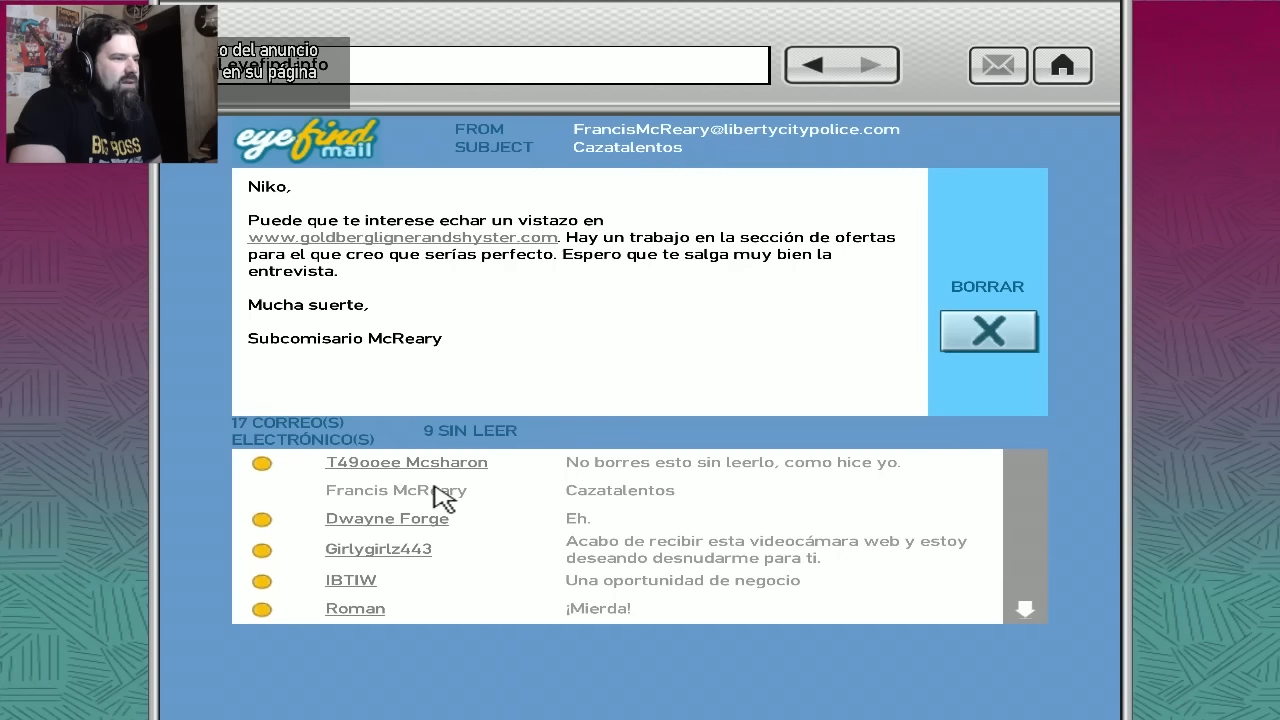 o del anuncio
en su página
eyefind.info
BIG BOSS
eyefind
mail
FROM FrancisMcReary@libertycitypolice.com
SUBJECT Cazatalentos
Niko,
Puede que te interese echar un vistazo en
www.goldberglignerandshyster.com. Hay un trabajo en la sección de ofertas
para el que creo que serías perfecto. Espero que te salga muy bien la
entrevista.
Mucha suerte,
Subcomisario McReary
BORRAR
17 CORREO(S)
ELECTRÓNICO(S)
9 SIN LEER
T49ooee Mcsharon No borres esto sin leerlo, como hice yo.
Francis McReary Cazatalentos
Dwayne Forge Eh.
Girlygirlz443 Acabo de recibir esta videocámara web y estoy
deseando desnudarme para ti.
IBTIW Una oportunidad de negocio
Roman ¡Mierda!